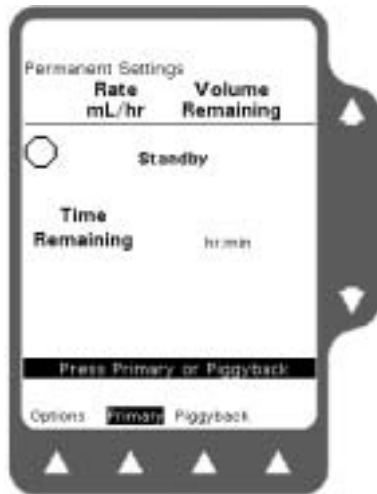 Permanent Settings
Rate Volume
mL/hr Remaining
Standby
Time
Remaining hr:min
Press Primary or Piggyback
Options Primary Piggyback